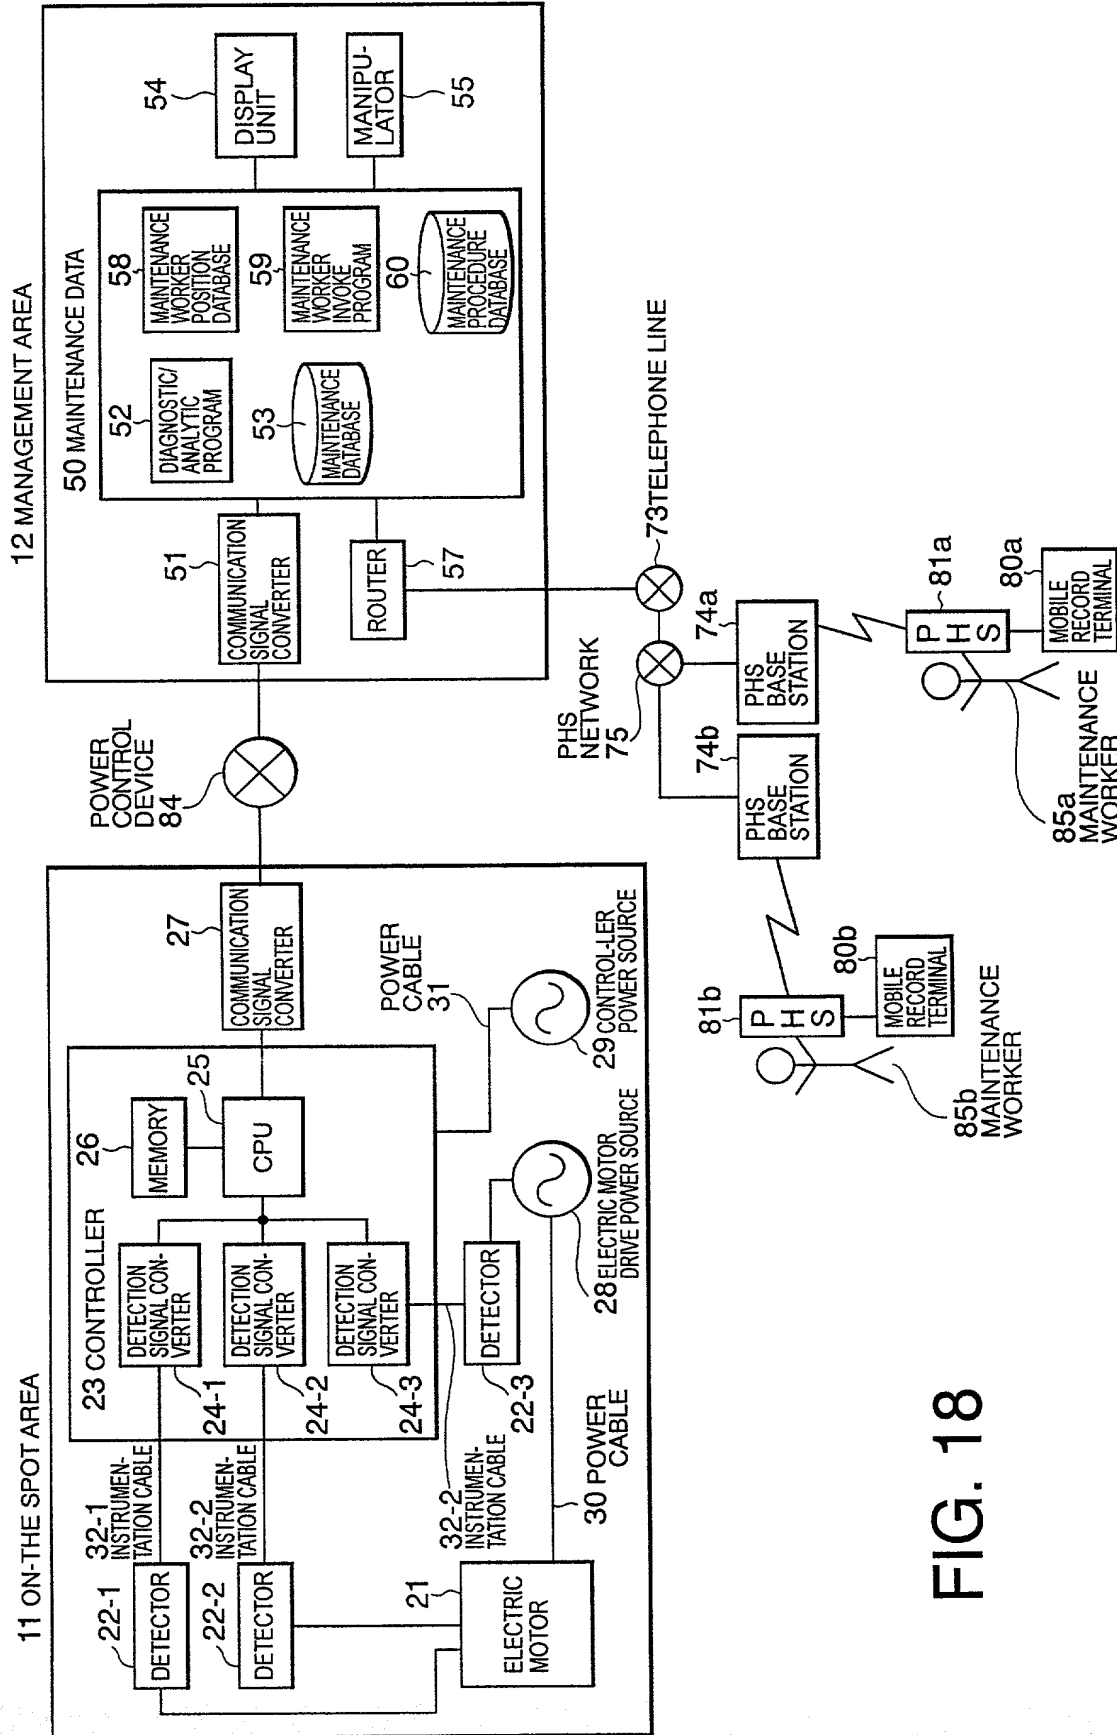 11 ON-THE SPOT AREA
23 CONTROLLER
26
MEMORY
25
CPU
27
COMMUNICATION
SIGNAL
CONVERTER
DETECTION
SIGNAL CON-
VERTER
24-1
DETECTION
SIGNAL CON-
VERTER
24-2
DETECTION
SIGNAL CON-
VERTER
24-3
32-1
INSTRUMEN-
TATION CABLE
32-2
INSTRUMEN-
TATION CABLE
32-2
INSTRUMEN-
TATION CABLE
22-1
DETECTOR
22-2
DETECTOR
22-3
DETECTOR
21
ELECTRIC
MOTOR
30 POWER
CABLE
28 ELECTRIC MOTOR
DRIVE POWER SOURCE
29 CONTROL-LER
POWER SOURCE
POWER
CABLE
31
POWER
CONTROL
DEVICE
84
12 MANAGEMENT AREA
50 MAINTENANCE DATA
51
COMMUNICATION
SIGNAL
CONVERTER
52
DIAGNOSTIC/
ANALYTIC
PROGRAM
53
MAINTENANCE
DATABASE
58
MAINTENANCE
WORKER
POSITION
DATABASE
59
MAINTENANCE
WORKER
INVOKE
PROGRAM
60
MAINTENANCE
PROCEDURE
DATABASE
54
DISPLAY
UNIT
55
MANIPU-
LATOR
ROUTER
57
73 TELEPHONE LINE
PHS
NETWORK
75
74a
PHS
BASE
STATION
74b
PHS
BASE
STATION
81a
PHS
80a
MOBILE
RECORD
TERMINAL
85a
MAINTENANCE
WORKER
81b
PHS
80b
MOBILE
RECORD
TERMINAL
85b
MAINTENANCE
WORKER
FIG. 18